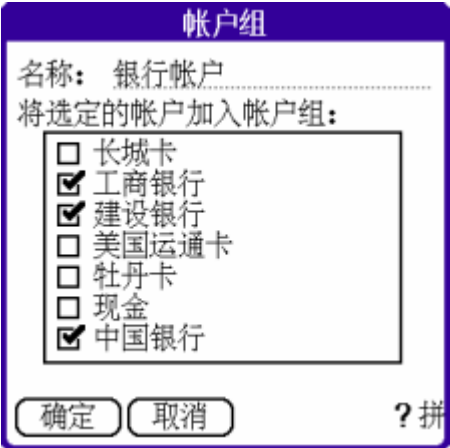 帐户组
名称： 银行帐户
将选定的帐户加入帐户组：
长城卡
工商银行
建设银行
美国运通卡
牡丹卡
现金
中国银行
确定 取消 ?拼